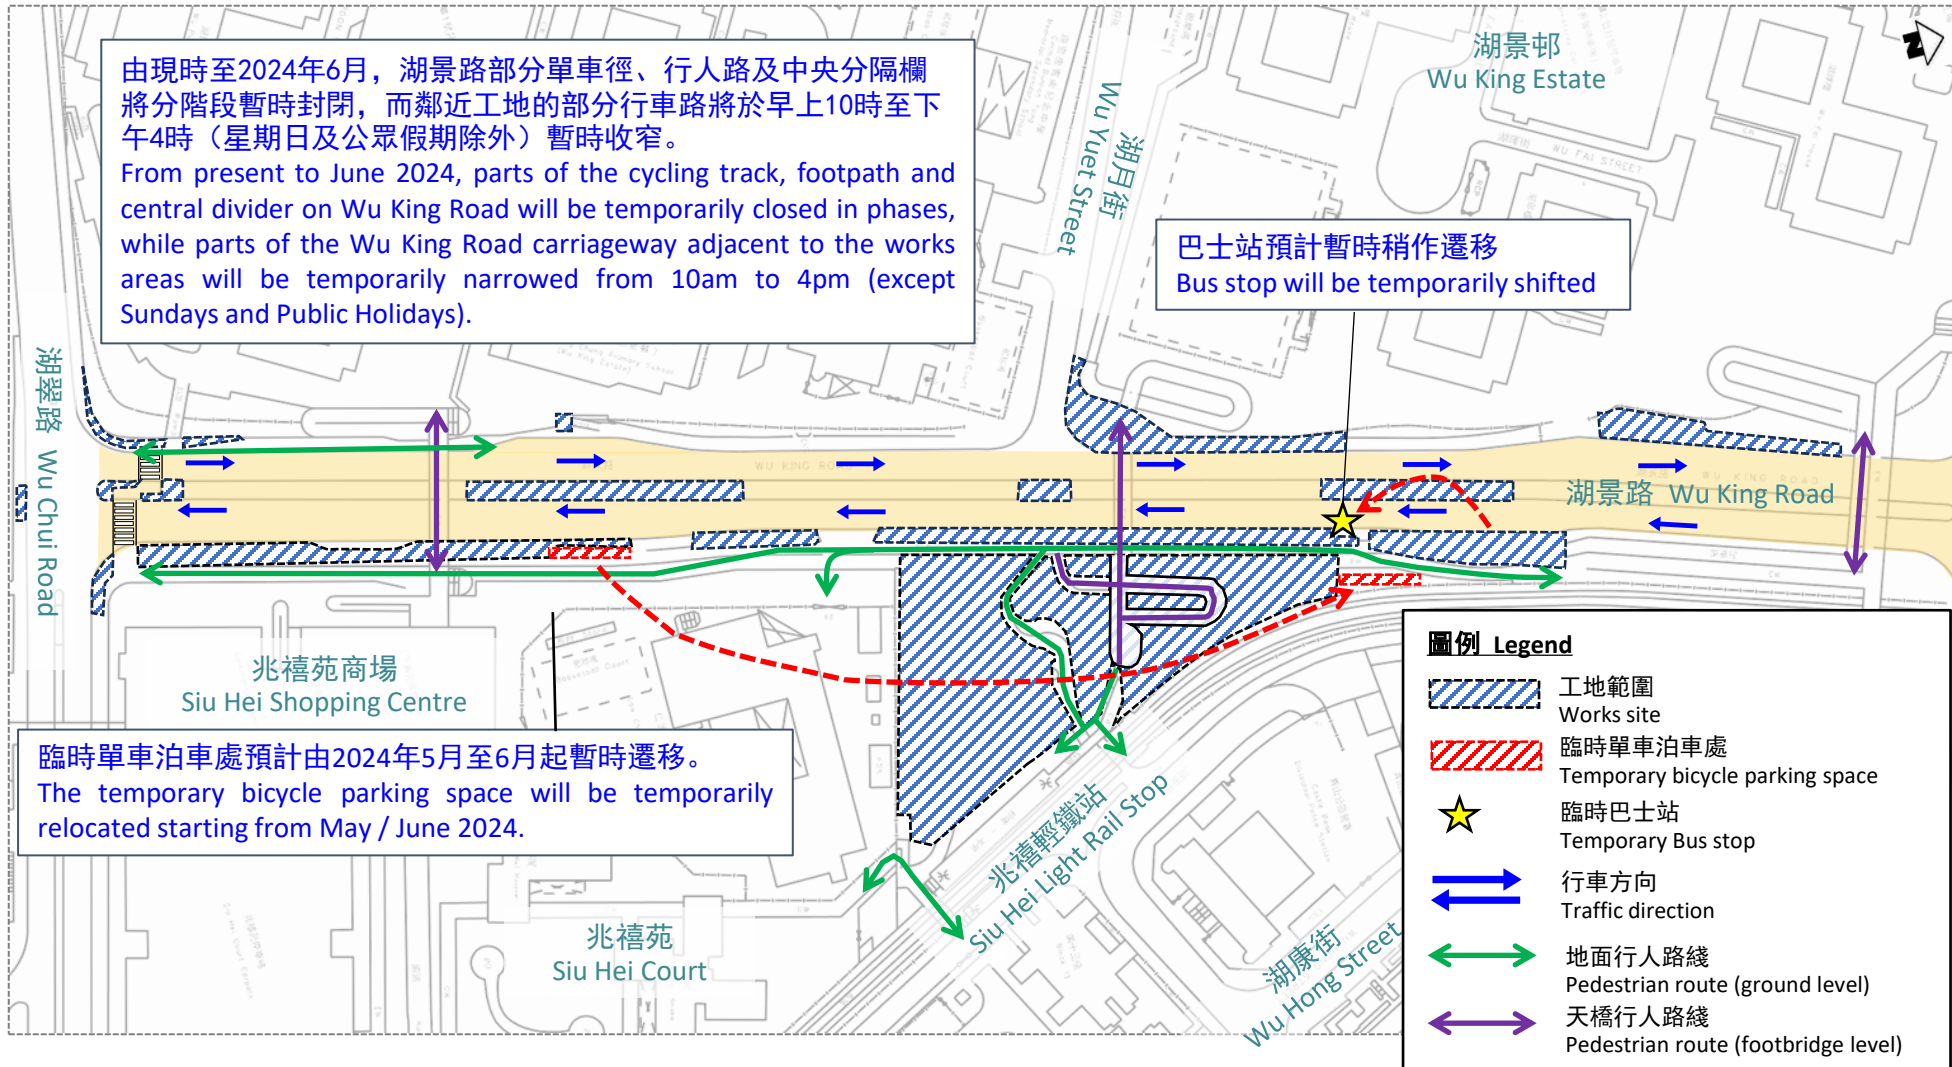 由現時至2024年6月，湖景路部分單車徑、行人路及中央分隔欄
將分階段暫時封閉，而鄰近工地的部分行車路將於早上10時至下
午4時（星期日及公眾假期除外）暫時收窄。
From present to June 2024, parts of the cycling track, footpath and
central divider on Wu King Road will be temporarily closed in phases,
while parts of the Wu King Road carriageway adjacent to the works
areas will be temporarily narrowed from 10am to 4pm (except
Sundays and Public Holidays).
湖景邨
Wu King Estate
N
WU FAI STREET
湖月街
Wu Yuet Street
巴士站預計暫時稍作遷移
Bus stop will be temporarily shifted
湖翠路 Wu Chui Road
WU KING ROAD
WU KING ROAD
湖景路 Wu King Road
兆禧苑商場
Siu Hei Shopping Centre
臨時單車泊車處預計由2024年5月至6月起暫時遷移。
The temporary bicycle parking space will be temporarily
relocated starting from May / June 2024.
兆禧苑
Siu Hei Court
兆禧輕鐵站
Siu Hei Light Rail Stop
湖康街
Wu Hong Street
圖例 Legend
工地範圍
Works site
臨時單車泊車處
Temporary bicycle parking space
臨時巴士站
Temporary Bus stop
行車方向
Traffic direction
地面行人路綫
Pedestrian route (ground level)
天橋行人路綫
Pedestrian route (footbridge level)